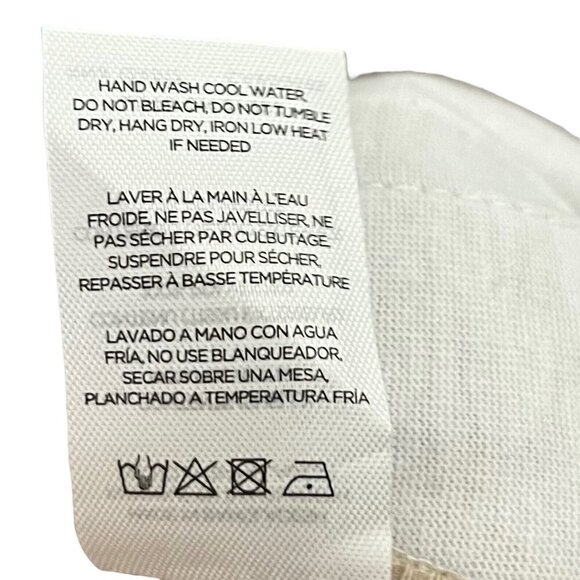 HAND WASH COOL WATER,
DO NOT BLEACH, DO NOT TUMBLE
DRY, HANG DRY, IRON LOW HEAT
IF NEEDED
LAVER À LA MAIN À L'EAU
FROIDE, NE PAS JAVELLISER, NE
PAS SÉCHER PAR CULBUTAGE,
SUSPENDRE POUR SÉCHER,
REPASSER À BASSE TEMPÉRATURE
LAVADO A MANO CON AGUA
FRÍA, NO USE BLANQUEADOR,
SECAR SOBRE UNA MESA,
PLANCHADO A TEMPERATURA FRÍA